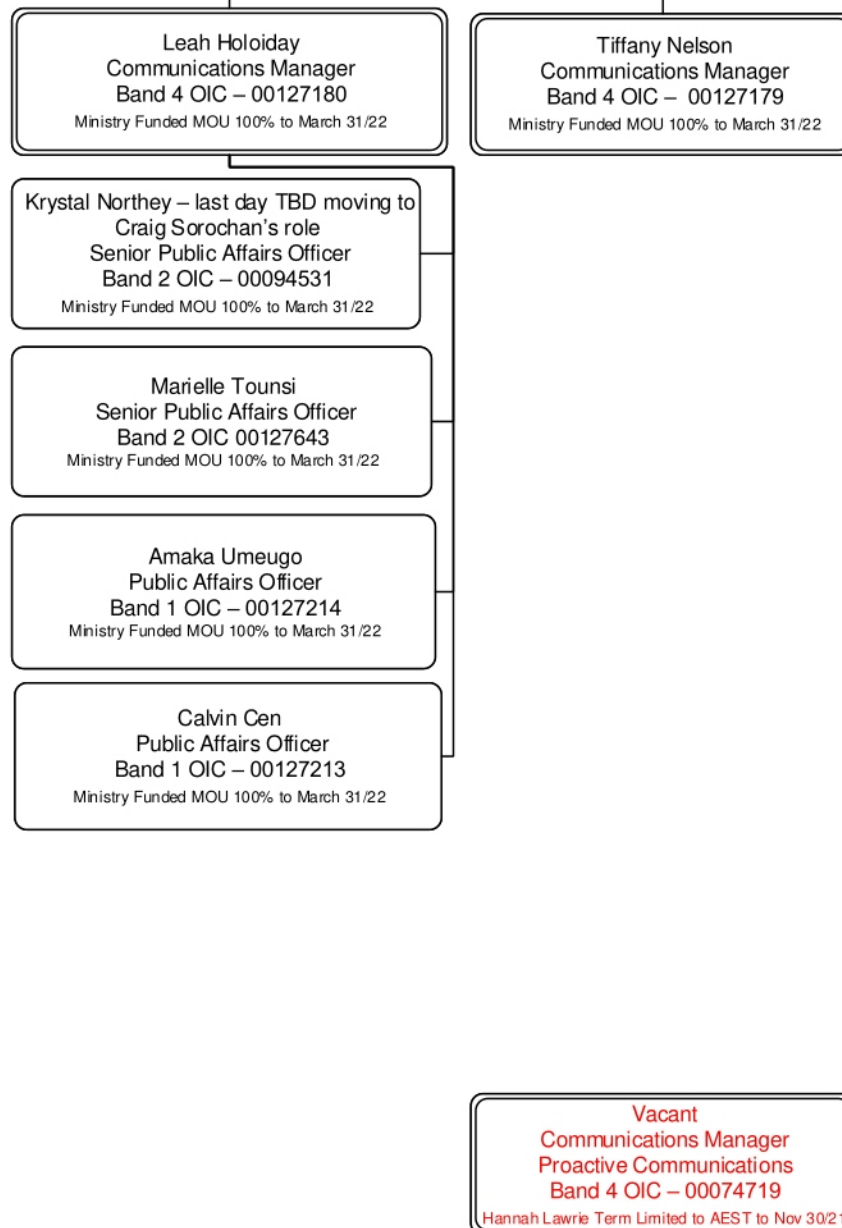 Leah Holoiday
Communications Manager
Band 4 OIC – 00127180
Ministry Funded MOU 100% to March 31/22
Tiffany Nelson
Communications Manager
Band 4 OIC – 00127179
Ministry Funded MOU 100% to March 31/22
Krystal Northey – last day TBD moving to
Craig Sorochan's role
Senior Public Affairs Officer
Band 2 OIC – 00094531
Ministry Funded MOU 100% to March 31/22
Marielle Tounsi
Senior Public Affairs Officer
Band 2 OIC 00127643
Ministry Funded MOU 100% to March 31/22
Amaka Umeugo
Public Affairs Officer
Band 1 OIC – 00127214
Ministry Funded MOU 100% to March 31/22
Calvin Cen
Public Affairs Officer
Band 1 OIC – 00127213
Ministry Funded MOU 100% to March 31/22
Vacant
Communications Manager
Proactive Communications
Band 4 OIC – 00074719
Hannah Lawrie Term Limited to AEST to Nov 30/21